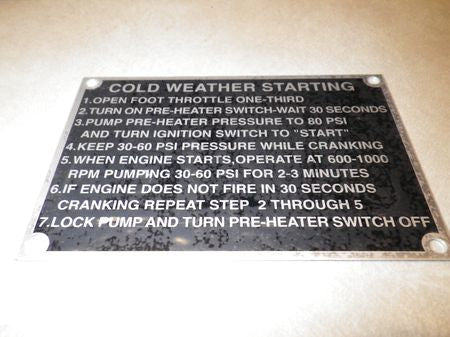 COLD WEATHER STARTING
1.OPEN FOOT THROTTLE ONE-THIRD
2.TURN ON PRE-HEATER SWITCH-WAIT 30 SECONDS
3.PUMP PRE-HEATER PRESSURE TO 80 PSI
AND TURN IGNITION SWITCH TO "START"
4.KEEP 30-60 PSI PRESSURE WHILE CRANKING
5.WHEN ENGINE STARTS,OPERATE AT 600-1000
RPM PUMPING 30-60 PSI FOR 2-3 MINUTES
6.IF ENGINE DOES NOT FIRE IN 30 SECONDS
CRANKING REPEAT STEP 2 THROUGH 5
7.LOCK PUMP AND TURN PRE-HEATER SWITCH OFF